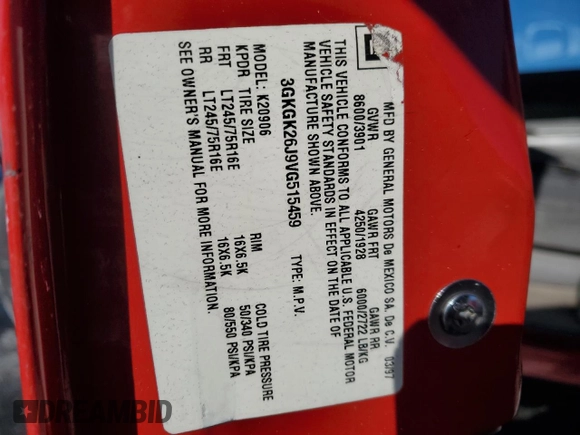 MFD BY GENERAL MOTORS De MEXICO SA. De C.V. 03/97
GVWR GAWR FRT GAWR RR
8600/3901 4250/1928 6000/2722 LB/KG
THIS VEHICLE CONFORMS TO ALL APPLICABLE U.S. FEDERAL MOTOR
VEHICLE SAFETY STANDARDS IN EFFECT ON THE DATE OF
MANUFACTURE SHOWN ABOVE.
3GKGK26J9VG515459 TYPE: M.P.V.
MODEL: K20906
KPDR TIRE SIZE RIM COLD TIRE PRESSURE
FRT LT245/75R16E 16X6.5K 50/340 PSI/KPA
RR LT245/75R16E 16X6.5K 80/550 PSI/KPA
SEE OWNER'S MANUAL FOR MORE INFORMATION.
DREAMBID